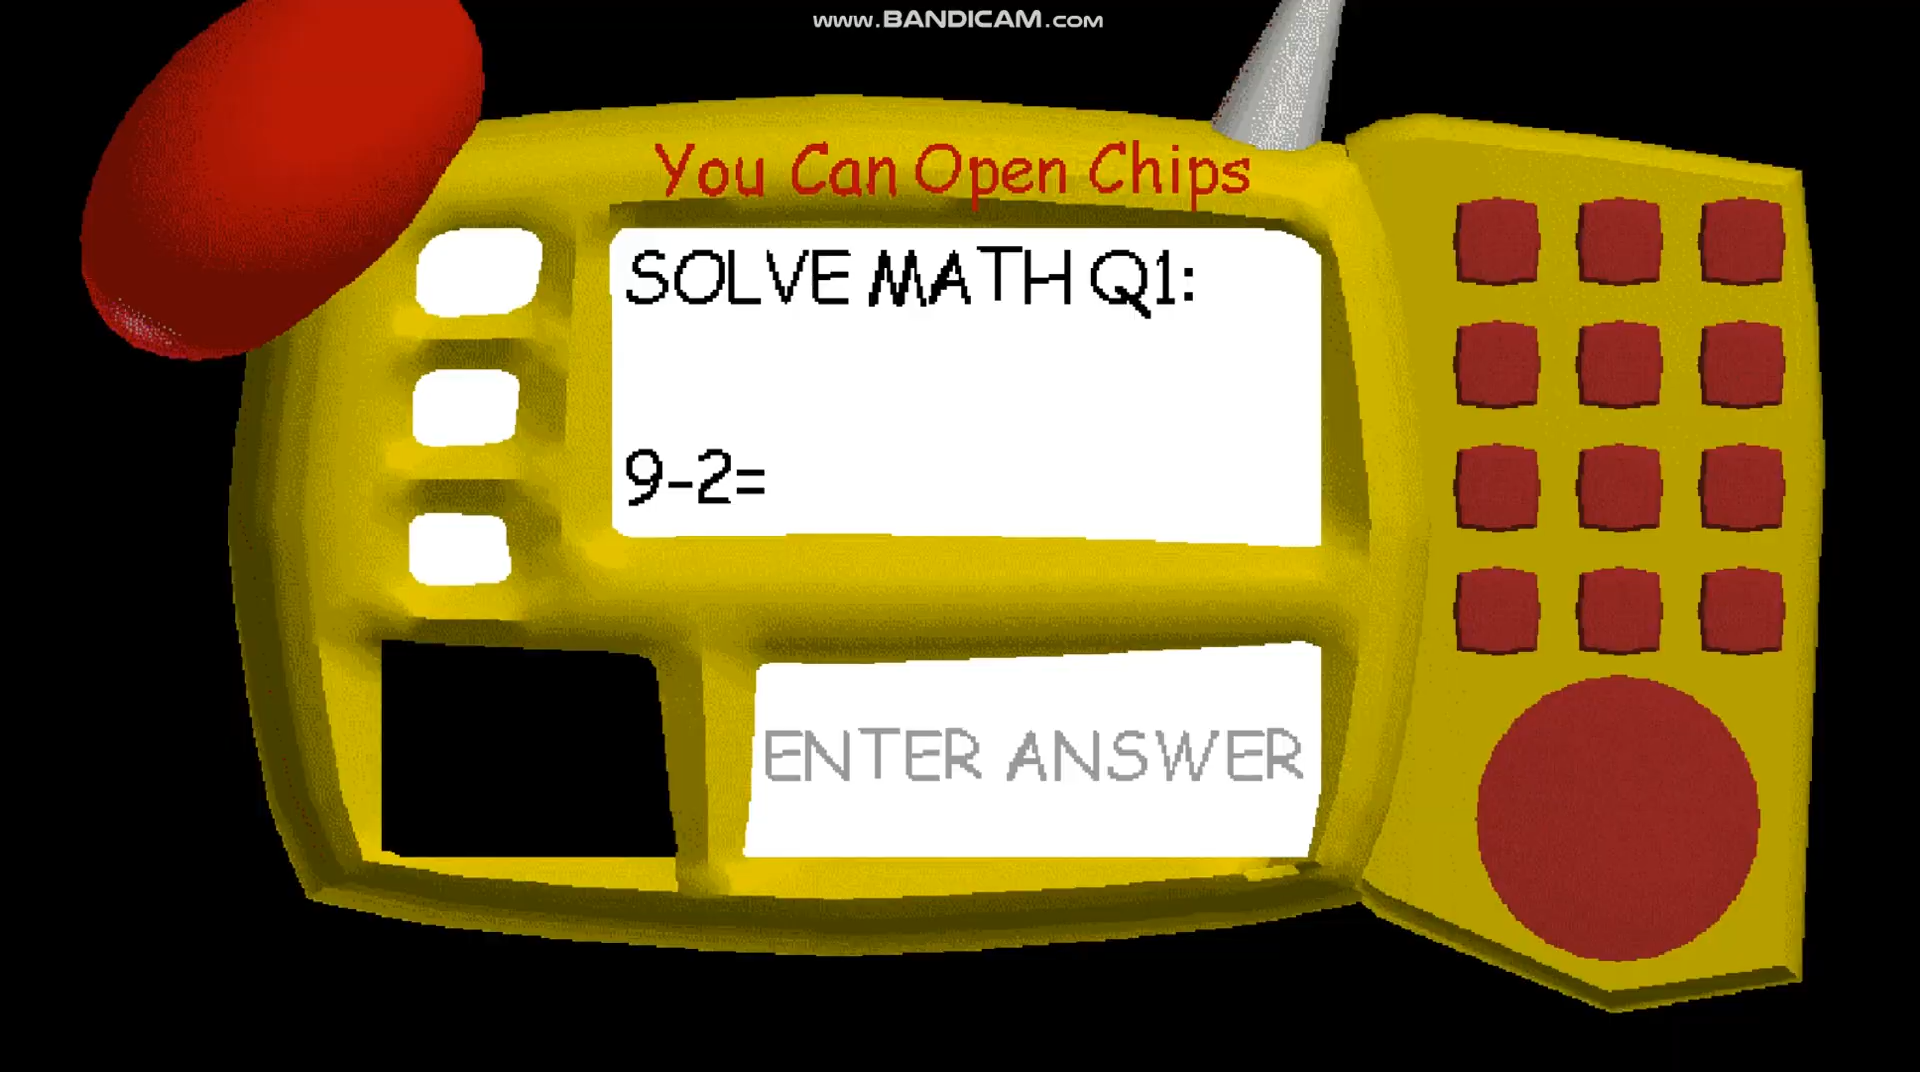 www.BANDICAM.com
You Can Open Chips
SOLVE MATH Q1:
9-2=
ENTER ANSWER